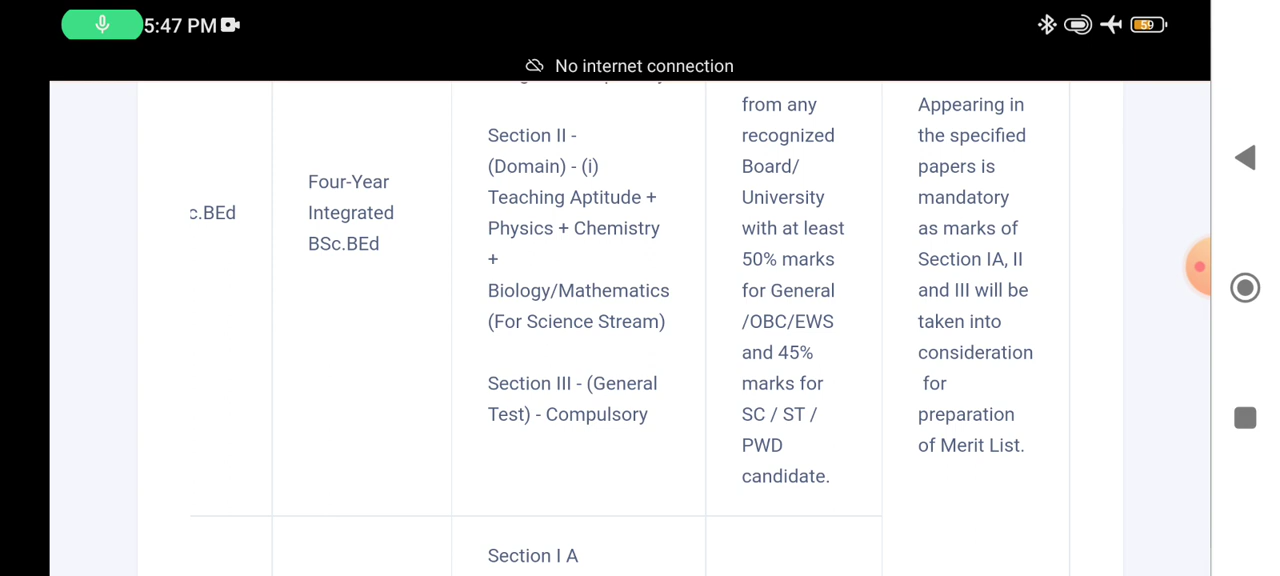 5:47 PM
59
No internet connection
c.BEd
Four-Year
Integrated
BSc.BEd
Section II -
(Domain) - (i)
Teaching Aptitude +
Physics + Chemistry
+
Biology/Mathematics
(For Science Stream)
Section III - (General
Test) - Compulsory
Section I A
from any
recognized
Board/
University
with at least
50% marks
for General
/OBC/EWS
and 45%
marks for
SC / ST /
PWD
candidate.
Appearing in
the specified
papers is
mandatory
as marks of
Section IA, II
and III will be
taken into
consideration
for
preparation
of Merit List.